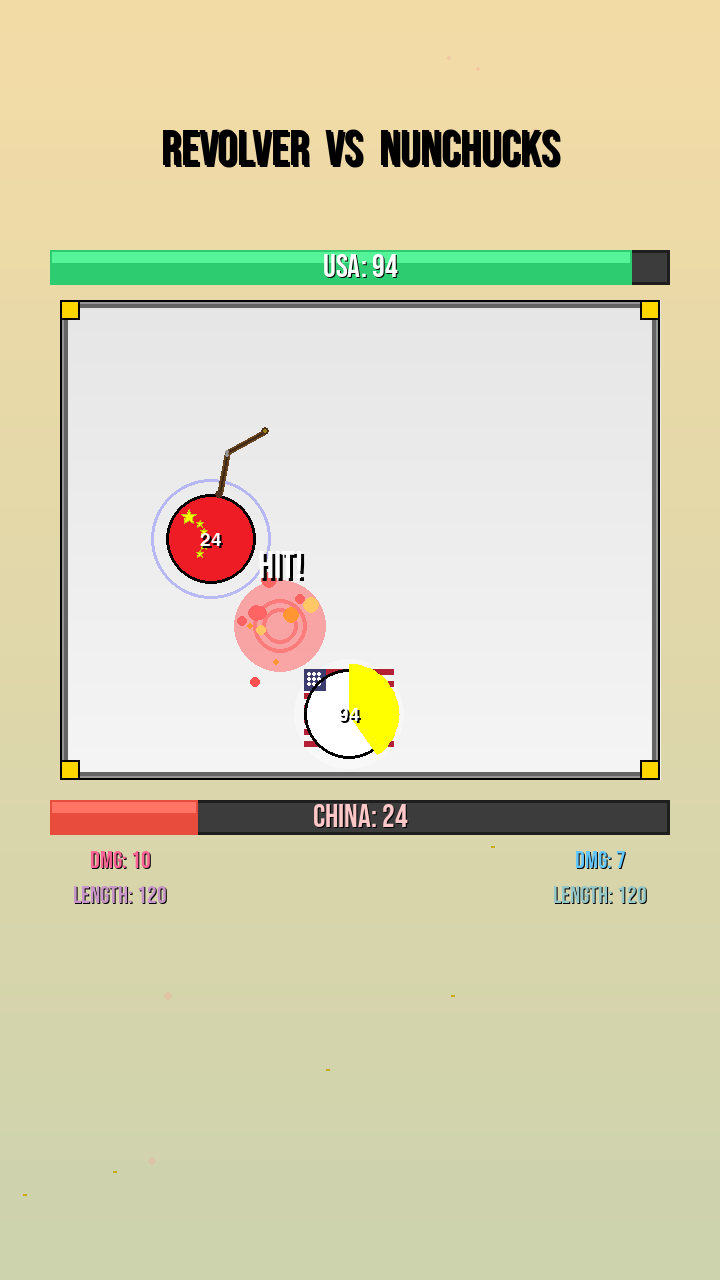 REVOLVER VS NUNCHUCKS
USA: 94
24
HIT!
94
CHINA: 24
DMG: 10
DMG: 7
LENGTH: 120
LENGTH: 120